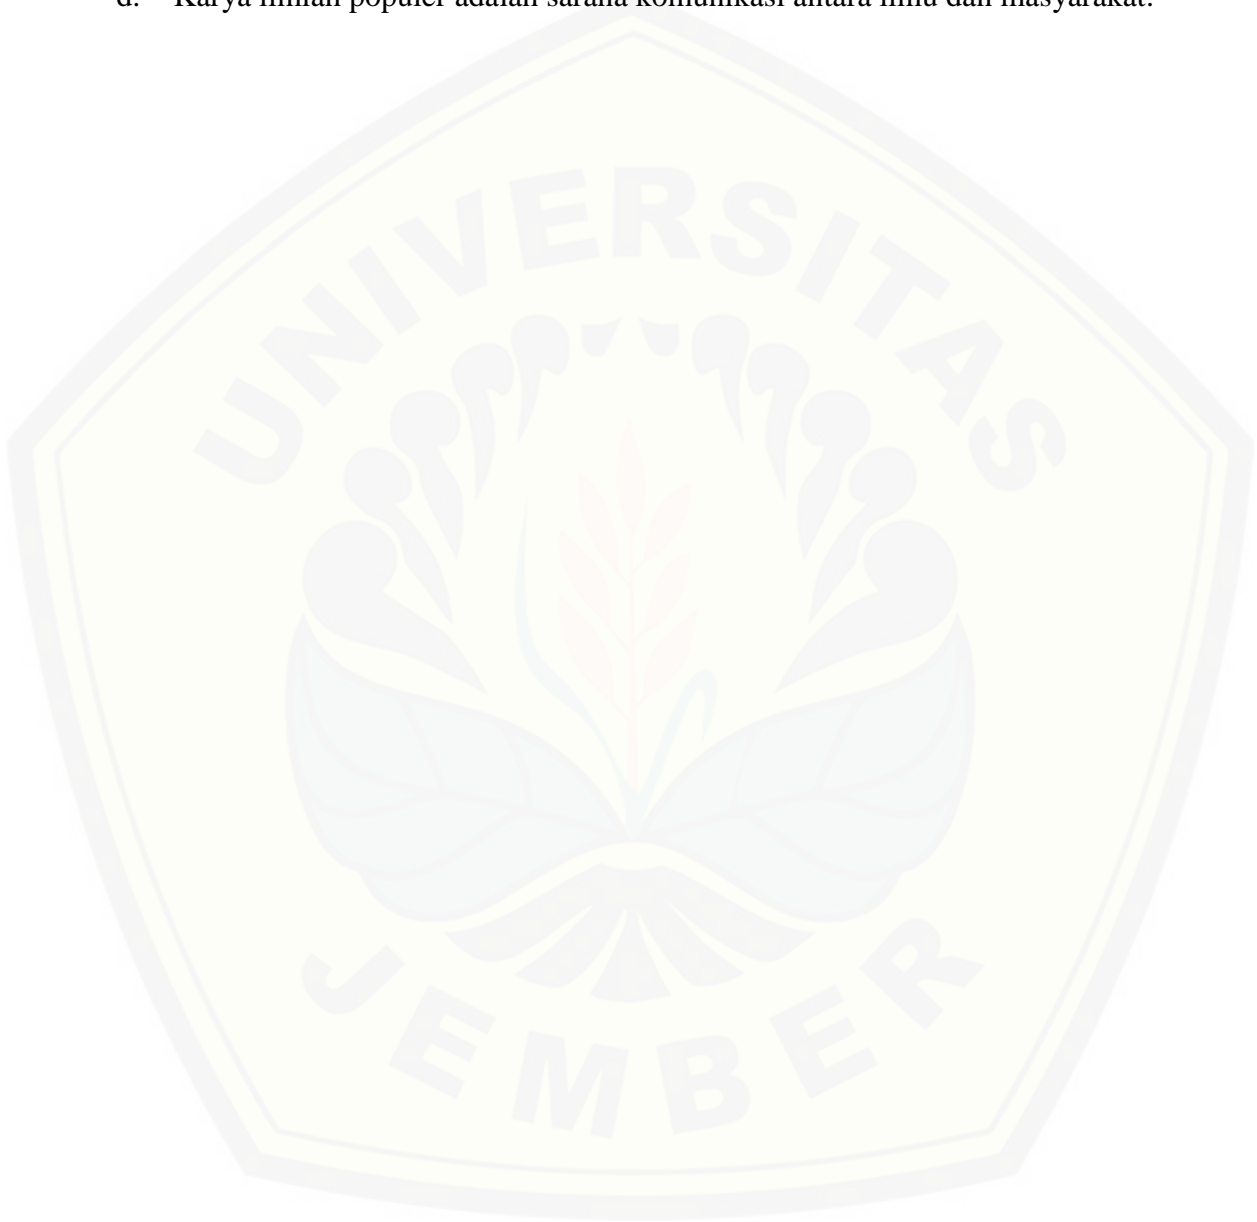 d. Karya ilmiah populer adalah sarana komunikasi antara ilmu dan masyarakat.
UNIVERSITAS
JEMBER